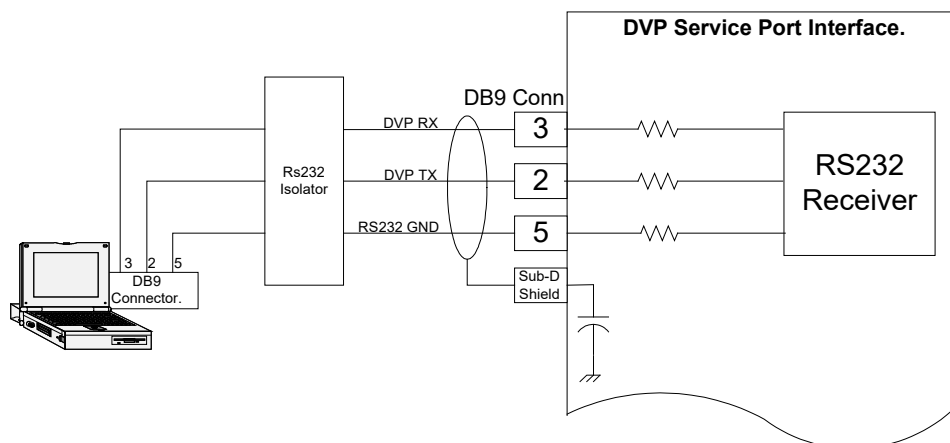 DVP Service Port Interface.
DB9 Conn
DVP RX
3
Rs232
Isolator
DVP TX
2
RS232
Receiver
RS232 GND
5
3 2 5
DB9
Connector.
Sub-D
Shield